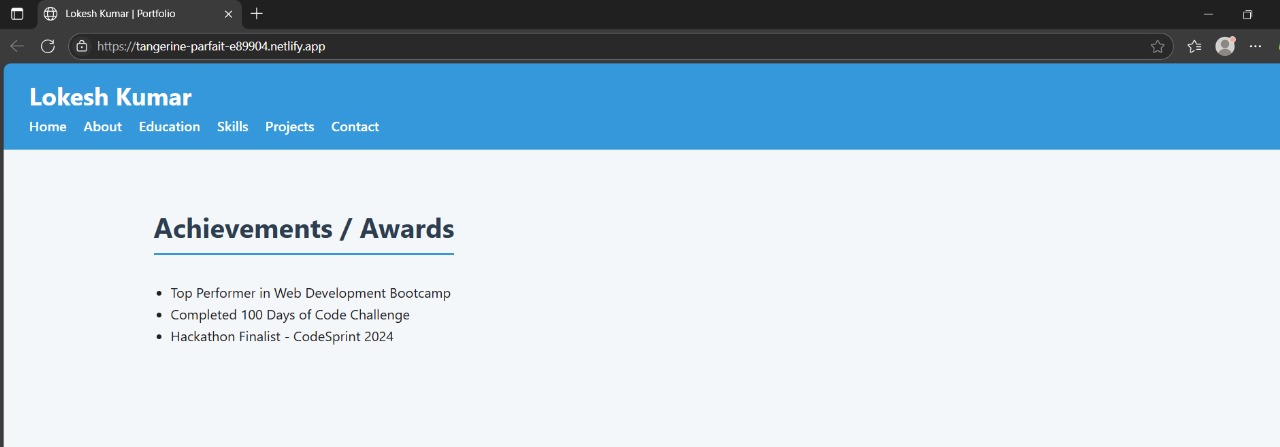 Lokesh Kumar | Portfolio
https://tangerine-parfait-e89904.netlify.app
Lokesh Kumar
Home About Education Skills Projects Contact
Achievements / Awards
• Top Performer in Web Development Bootcamp
• Completed 100 Days of Code Challenge
• Hackathon Finalist - CodeSprint 2024